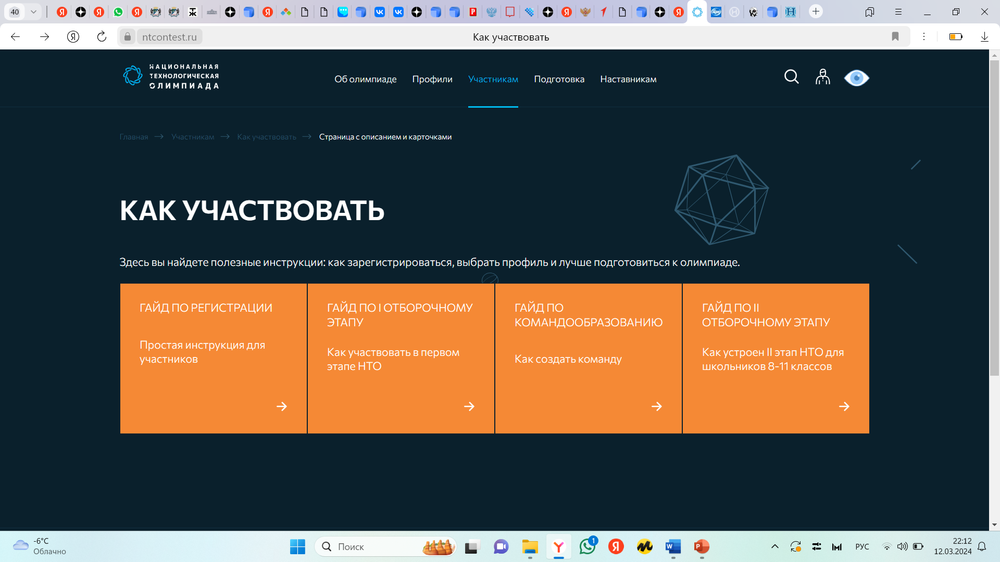 40
ntcontest.ru
Как участвовать
НАЦИОНАЛЬНАЯ
ТЕХНОЛОГИЧЕСКАЯ
ОЛИМПИАДА
Об олимпиаде
Профили
Участникам
Подготовка
Наставникам
Главная
Участникам
Как участвовать
Страница с описанием и карточками
КАК УЧАСТВОВАТЬ
Здесь вы найдете полезные инструкции: как зарегистрироваться, выбрать профиль и лучше подготовиться к олимпиаде.
ГАЙД ПО РЕГИСТРАЦИИ
Простая инструкция для
участников
ГАЙД ПО I ОТБОРОЧНОМУ
ЭТАПУ
Как участвовать в первом
этапе НТО
ГАЙД ПО
КОМАНДООБРАЗОВАНИЮ
Как создать команду
ГАЙД ПО II
ОТБОРОЧНОМУ ЭТАПУ
Как устроен II этап НТО для
школьников 8-11 классов
-6°C
Облачно
Поиск
1
РУС
22:12
12.03.2024